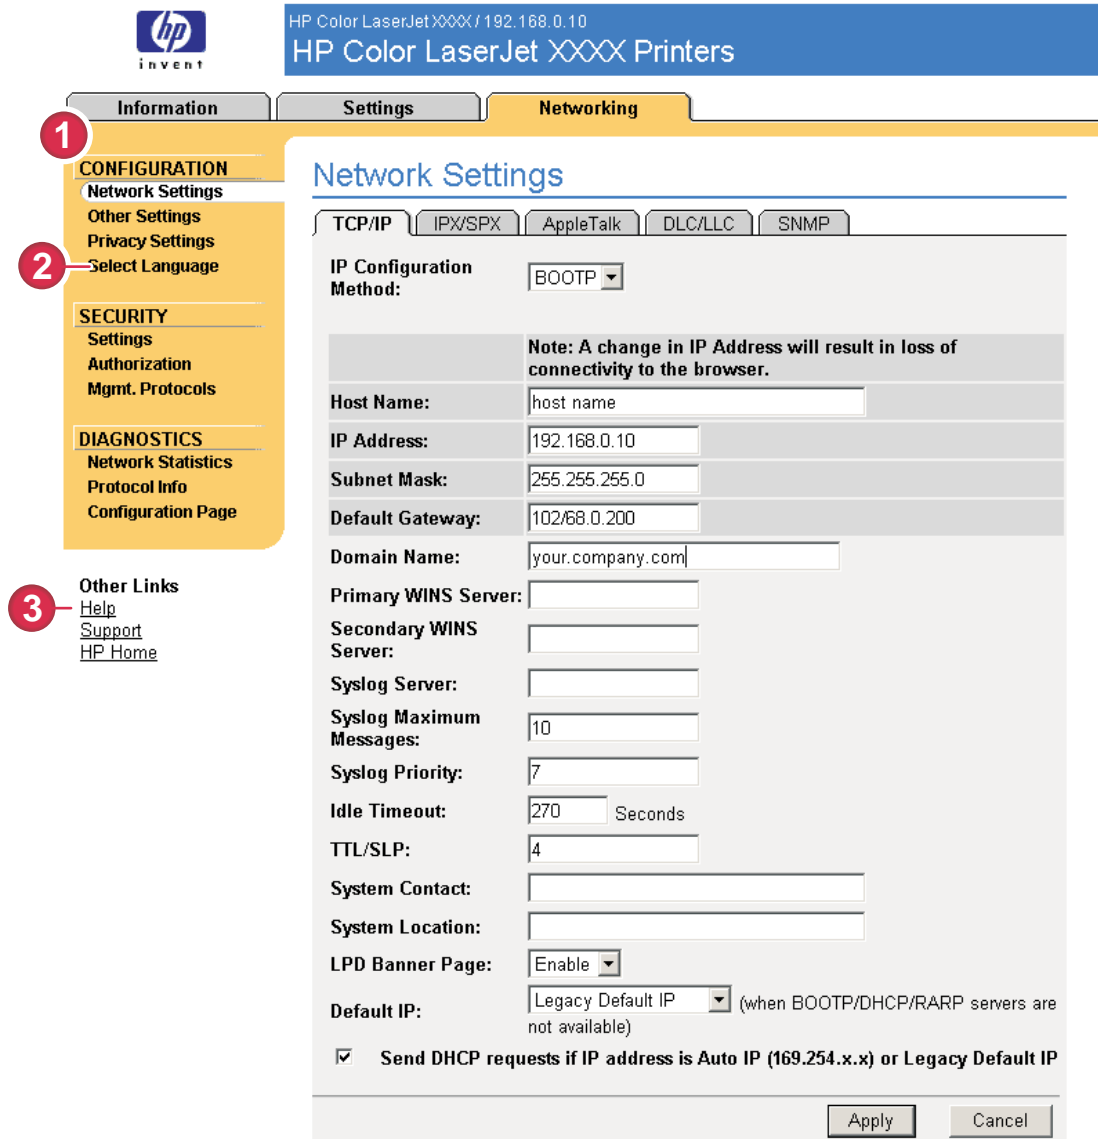 hp
invent
HP Color LaserJet XXXX / 192.168.0.10
HP Color LaserJet XXXX Printers
Information
Settings
Networking
1
CONFIGURATION
Network Settings
Other Settings
Privacy Settings
2
Select Language
SECURITY
Settings
Authorization
Mgmt. Protocols
DIAGNOSTICS
Network Statistics
Protocol Info
Configuration Page
Other Links
3
Help
Support
HP Home
Network Settings
TCP/IP
IPX/SPX
AppleTalk
DLC/LLC
SNMP
IP Configuration
Method:
BOOTP
Note: A change in IP Address will result in loss of
connectivity to the browser.
Host Name: host name
IP Address: 192.168.0.10
Subnet Mask: 255.255.255.0
Default Gateway: 102/68.0.200
Domain Name: your.company.com
Primary WINS Server:
Secondary WINS
Server:
Syslog Server:
Syslog Maximum
Messages:
10
Syslog Priority: 7
Idle Timeout: 270 Seconds
TTL/SLP: 4
System Contact:
System Location:
LPD Banner Page: Enable
Default IP: Legacy Default IP (when BOOTP/DHCP/RARP servers are
not available)
Send DHCP requests if IP address is Auto IP (169.254.x.x) or Legacy Default IP
Apply
Cancel